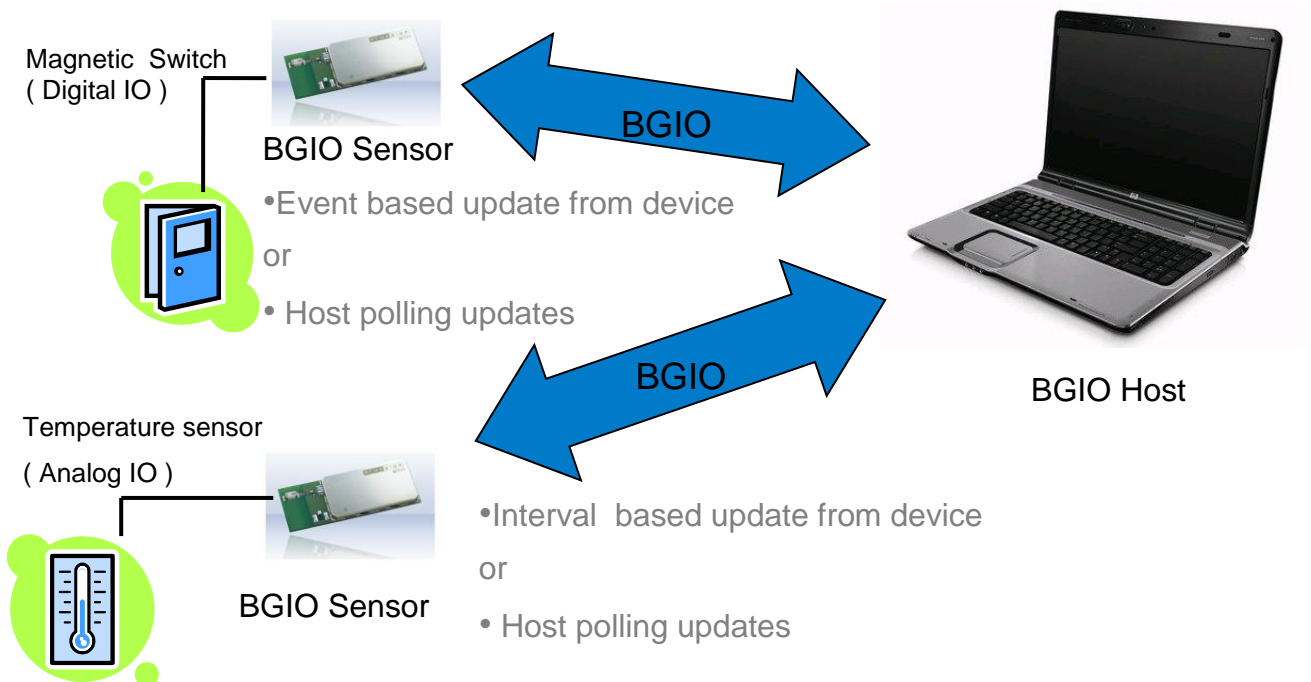 Magnetic  Switch
( Digital IO )
BGIO Sensor
•Event based update from device
or
• Host polling updates
BGIO
BGIO
BGIO Host
Temperature sensor
( Analog IO )
BGIO Sensor
•Interval  based update from device
or
• Host polling updates